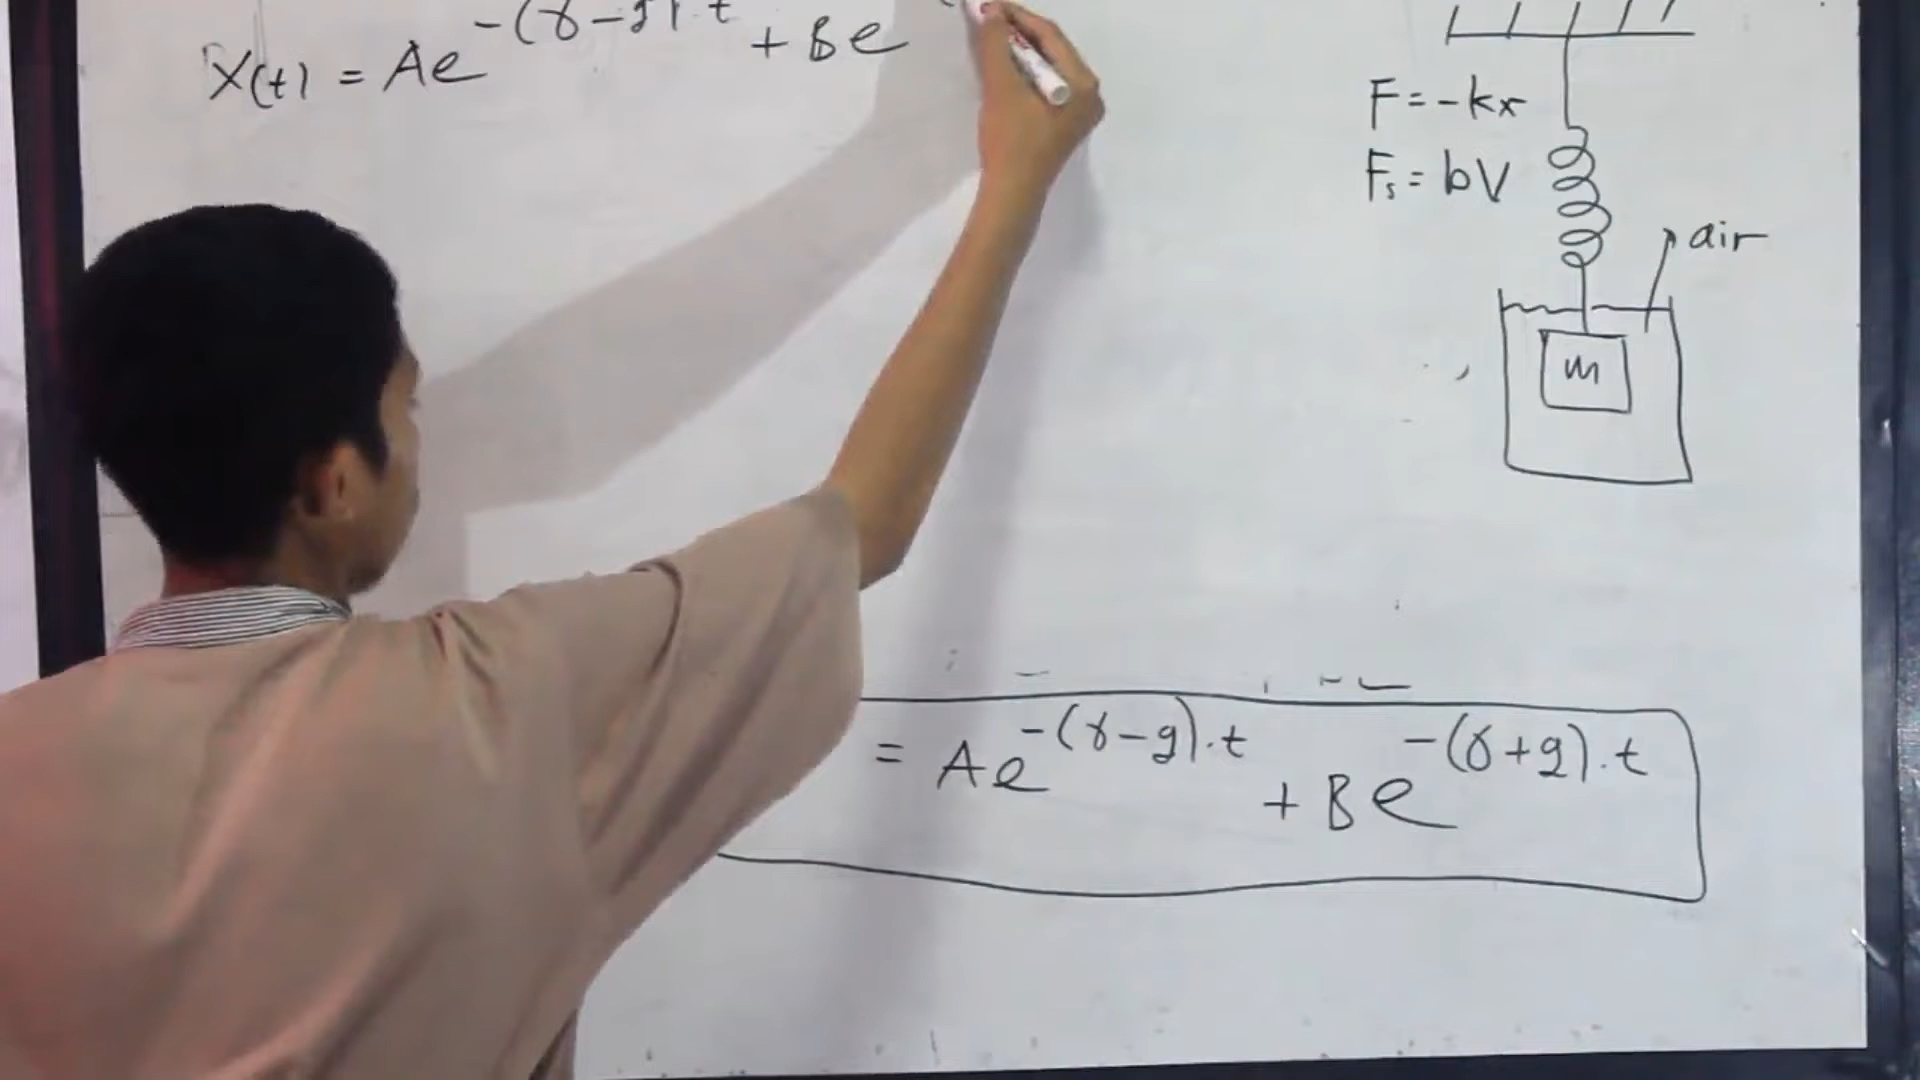 X(t) = Ae^-(γ-g).t + Be
F = -kx
Fs = bV
air
m
= Ae^-(γ-g).t + Be^-(γ+g).t